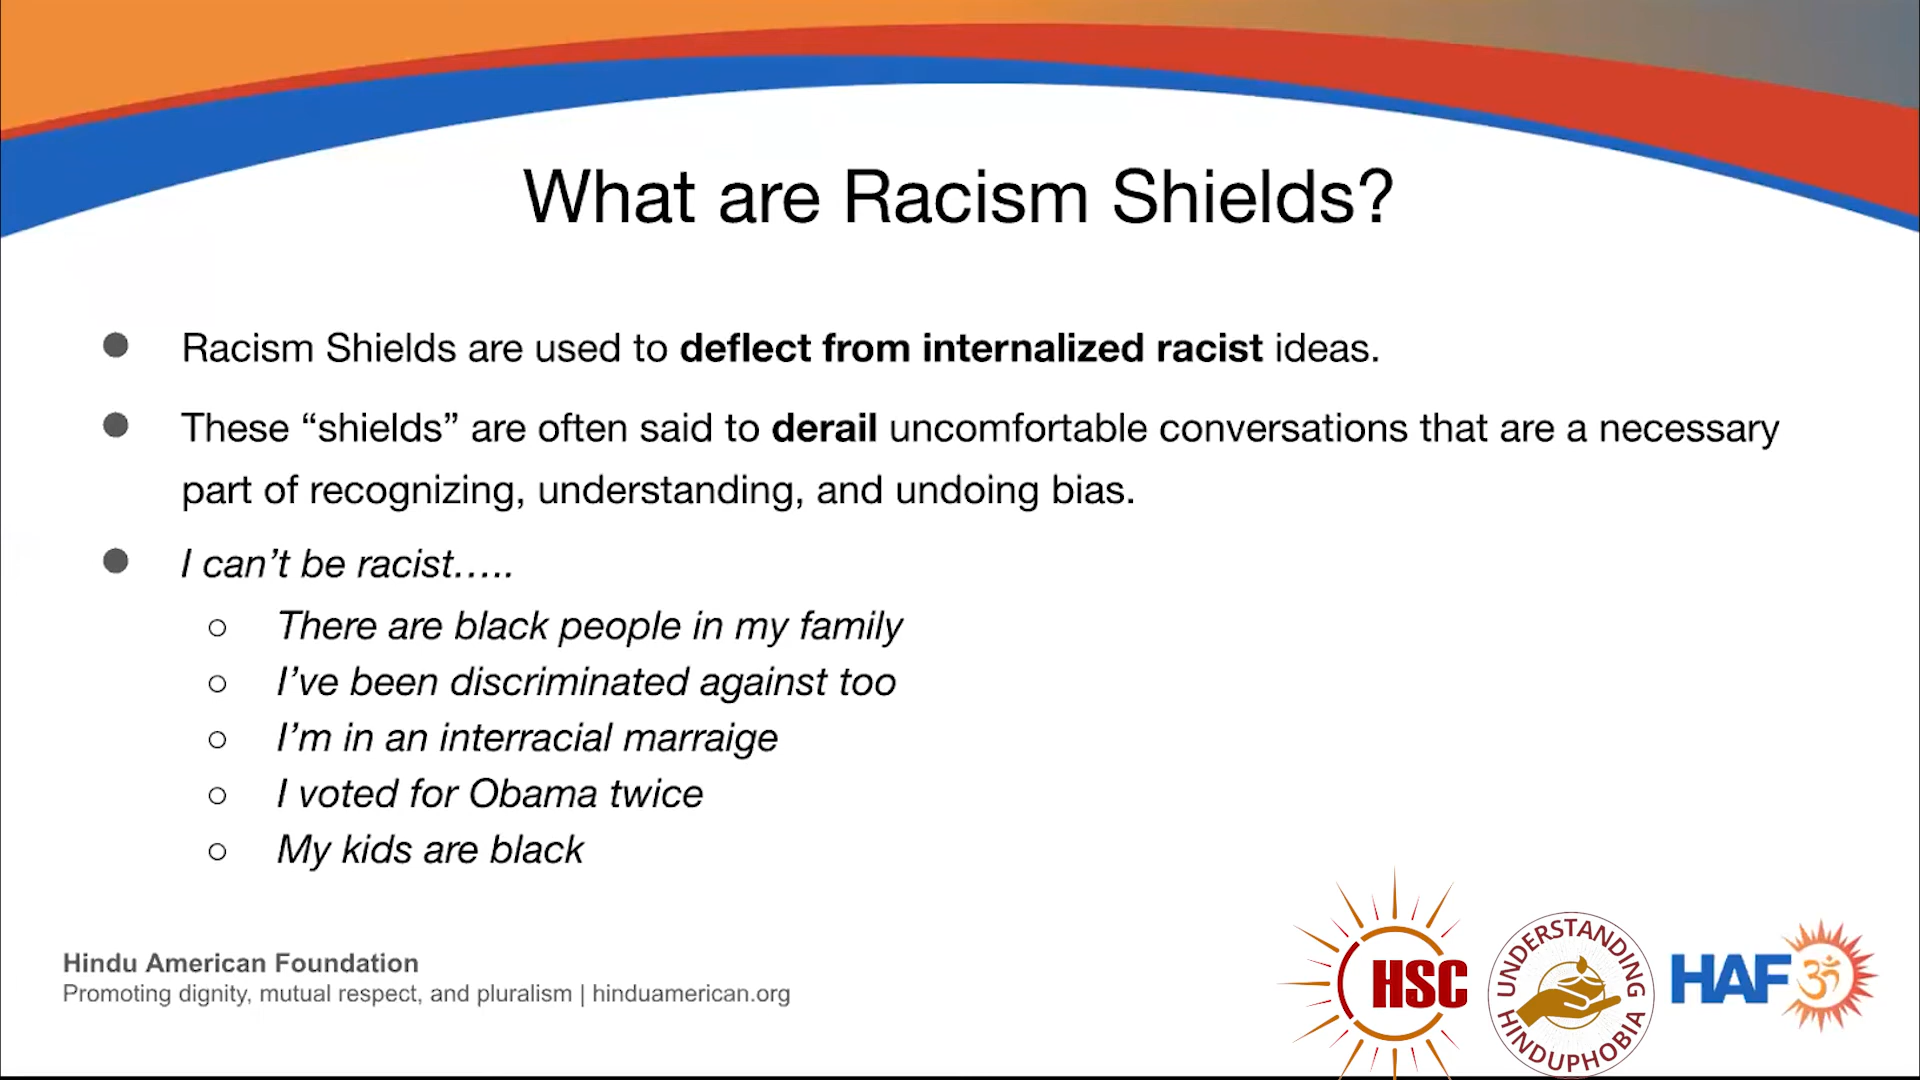 What are Racism Shields?
● Racism Shields are used to deflect from internalized racist ideas.
● These “shields” are often said to derail uncomfortable conversations that are a necessary
part of recognizing, understanding, and undoing bias.
● I can’t be racist…..
○ There are black people in my family
○ I’ve been discriminated against too
○ I’m in an interracial marraige
○ I voted for Obama twice
○ My kids are black
Hindu American Foundation
Promoting dignity, mutual respect, and pluralism | hinduamerican.org
HSC
UNDERSTANDING
HINDUPHOBIA
HAF ॐ